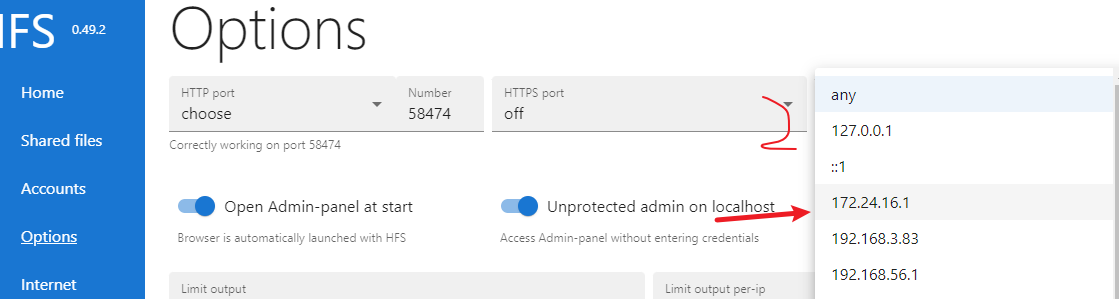 HFS 0.49.2
Options
Home
Shared files
Accounts
Options
Internet
HTTP port
choose
Number
58474
HTTPS port
off
Correctly working on port 58474
Open Admin-panel at start
Browser is automatically launched with HFS
Unprotected admin on localhost
Access Admin-panel without entering credentials
Limit output
Limit output per-ip
any
127.0.0.1
::1
172.24.16.1
192.168.3.83
192.168.56.1